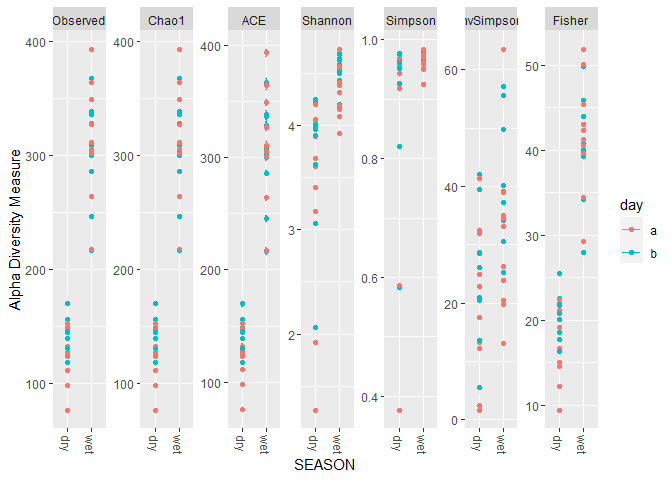 Observed Chao1 ACE Shannon Simpson nvSimpson Fisher
400 400 400 1.0 60 50
300 300 300 4 0.8 40 40
200 200 200 3 0.6 20 30
100 100 100 2 0.4 0 20
10
dry wet dry wet dry wet dry wet dry wet dry wet dry wet
Alpha Diversity Measure
SEASON
day
a
b